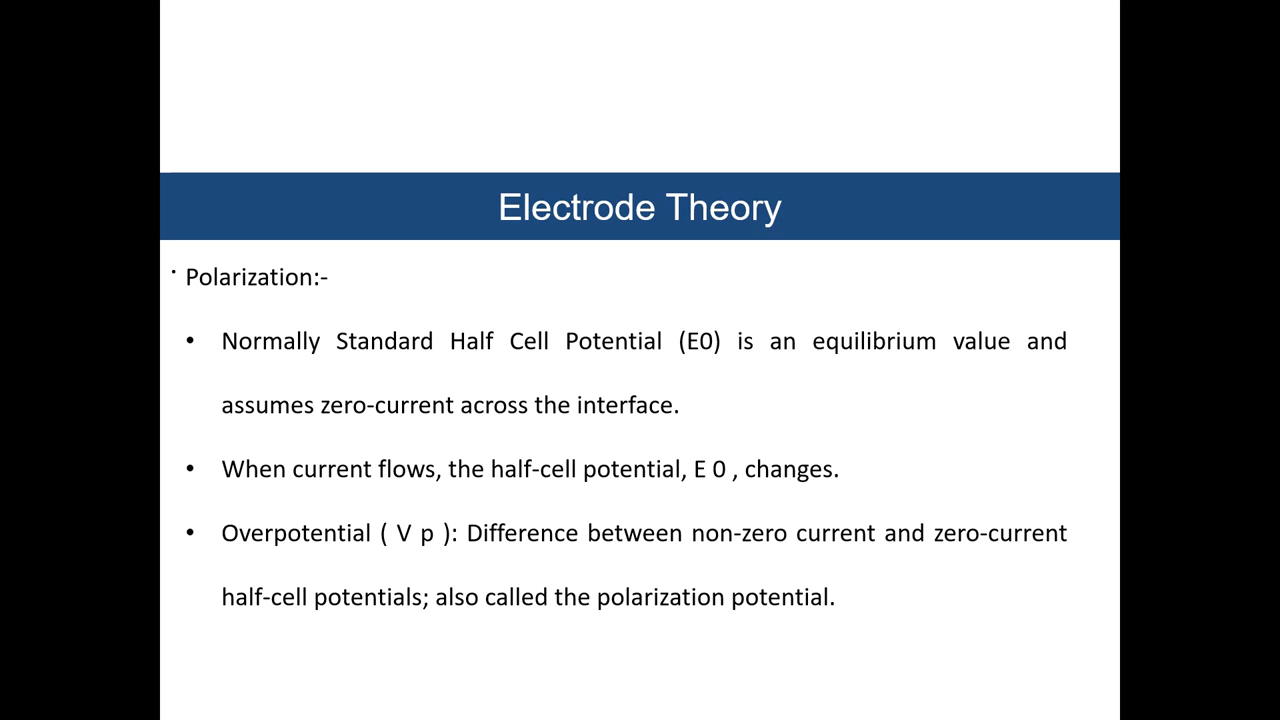 Electrode Theory
· Polarization:-
• Normally Standard Half Cell Potential (E0) is an equilibrium value and
assumes zero-current across the interface.
• When current flows, the half-cell potential, E 0 , changes.
• Overpotential ( V p ): Difference between non-zero current and zero-current
half-cell potentials; also called the polarization potential.